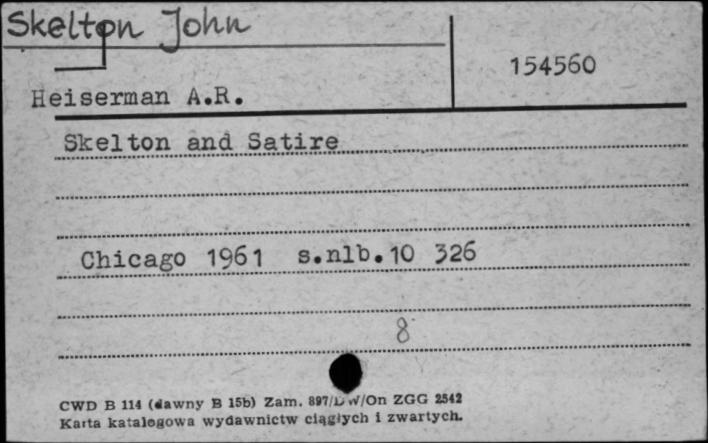 Skelton John
154560
Heiserman A.R.
Skelton and Satire
Chicago 1961 s.nlb.10 326
8
CWD B 114 (dawny B 15b) Zam. 897/DW/On ZGG 2542
Karta katalogowa wydawnictw ciągłych i zwartych.